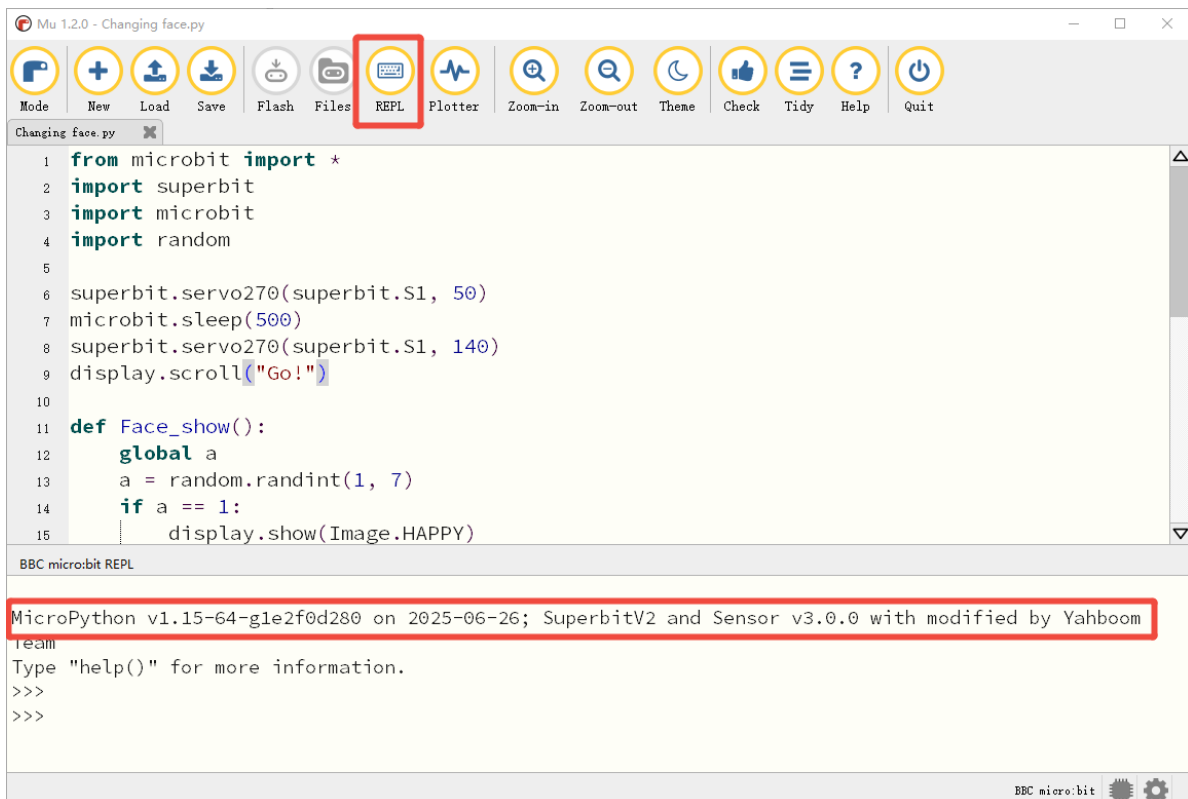 Mu 1.2.0 - Changing face.py
Mode New Load Save Flash Files REPL Plotter Zoom-in Zoom-out Theme Check Tidy Help Quit
Changing face.py
1 from microbit import *
2 import superbit
3 import microbit
4 import random
5
6 superbit.servo270(superbit.S1, 50)
7 microbit.sleep(500)
8 superbit.servo270(superbit.S1, 140)
9 display.scroll("Go!")
10
11 def Face_show():
12     global a
13     a = random.randint(1, 7)
14     if a == 1:
15         display.show(Image.HAPPY)
BBC micro:bit REPL
MicroPython v1.15-64-g1e2f0d280 on 2025-06-26; SuperbitV2 and Sensor v3.0.0 with modified by Yahboom
Team
Type "help()" for more information.
>>>
>>>
BBC micro:bit